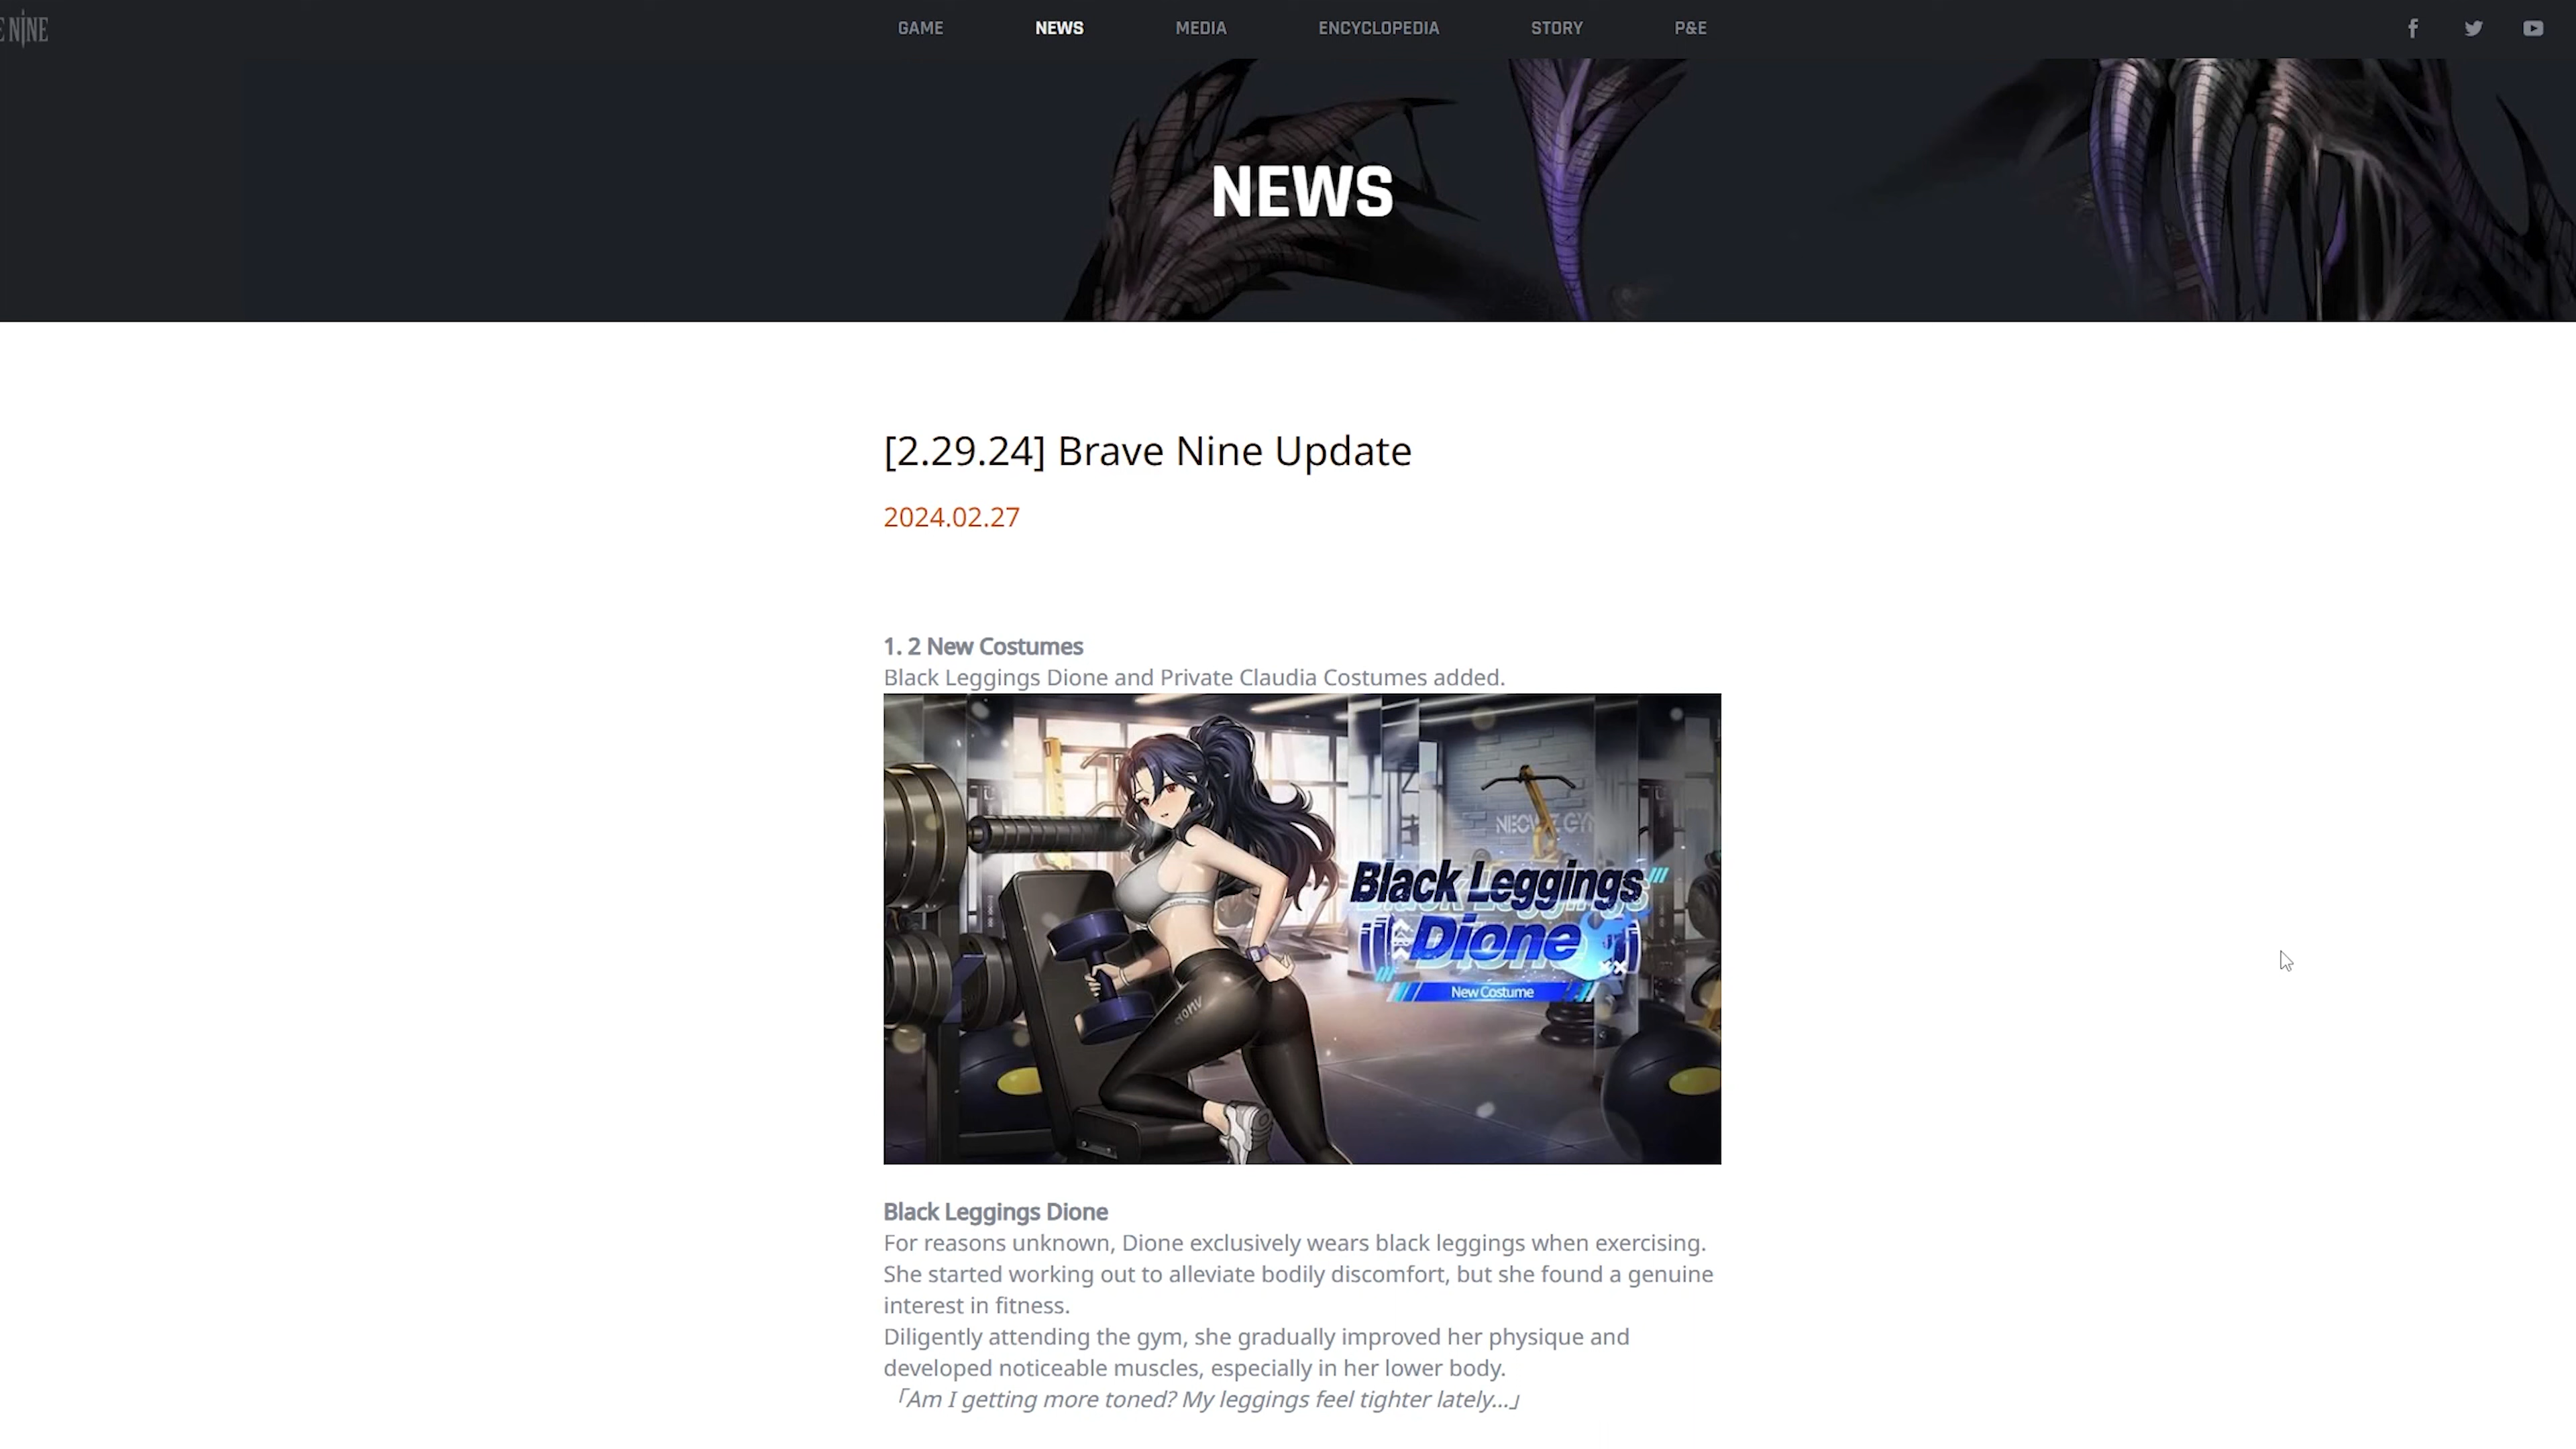 E NINE
GAME
NEWS
MEDIA
ENCYCLOPEDIA
STORY
P&E
NEWS
[2.29.24] Brave Nine Update
2024.02.27
1. 2 New Costumes
Black Leggings Dione and Private Claudia Costumes added.
Black Leggings
Dione
New Costume
Black Leggings Dione
For reasons unknown, Dione exclusively wears black leggings when exercising.
She started working out to alleviate bodily discomfort, but she found a genuine
interest in fitness.
Diligently attending the gym, she gradually improved her physique and
developed noticeable muscles, especially in her lower body.
「Am I getting more toned? My leggings feel tighter lately...」